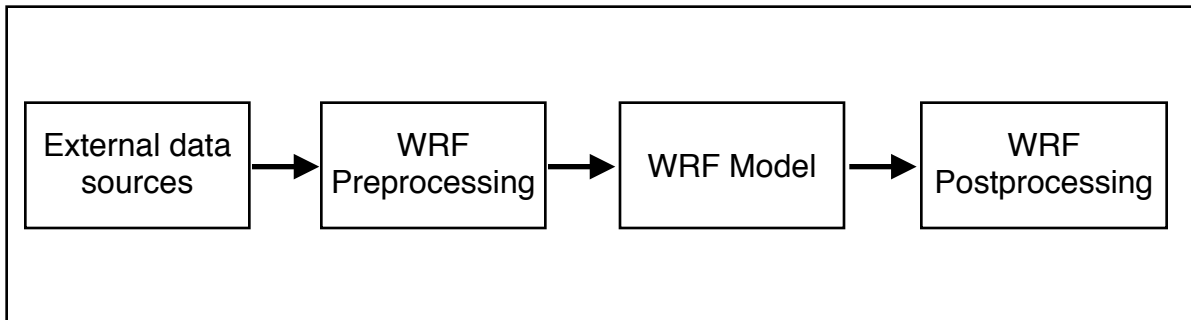 External data
sources
WRF
Preprocessing
WRF Model
WRF
Postprocessing